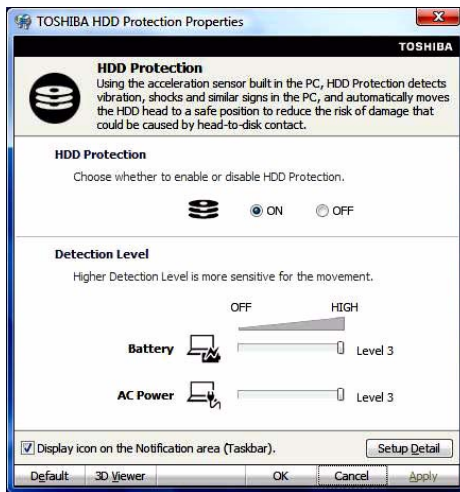 TOSHIBA HDD Protection Properties
TOSHIBA
HDD Protection
Using the acceleration sensor built in the PC, HDD Protection detects
vibration, shocks and similar signs in the PC, and automatically moves
the HDD head to a safe position to reduce the risk of damage that
could be caused by head-to-disk contact.
HDD Protection
Choose whether to enable or disable HDD Protection.
ON OFF
Detection Level
Higher Detection Level is more sensitive for the movement.
OFF HIGH
Battery Level 3
AC Power Level 3
Display icon on the Notification area (Taskbar). Setup Detail
Default 3D Viewer OK Cancel Apply